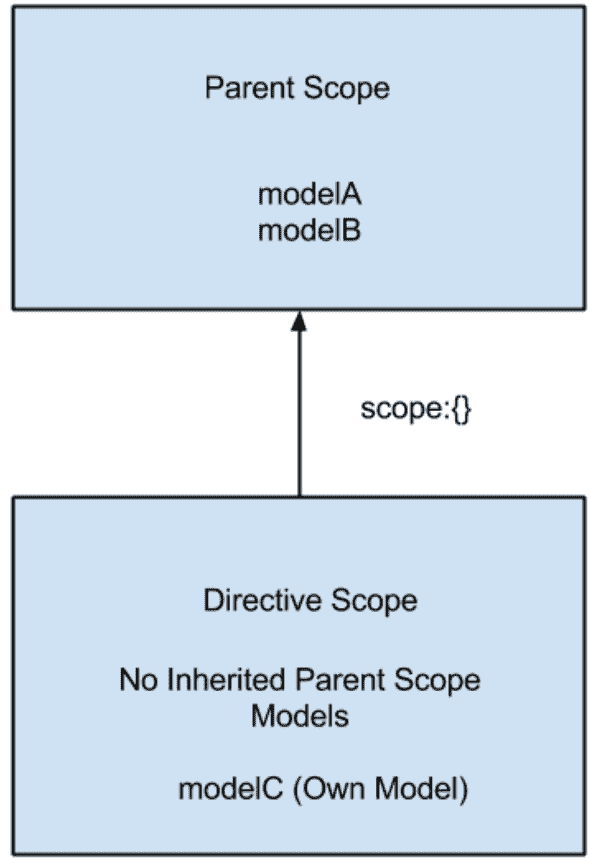 Parent Scope
modelA
modelB
scope:{}
Directive Scope
No Inherited Parent Scope
Models
modelC (Own Model)